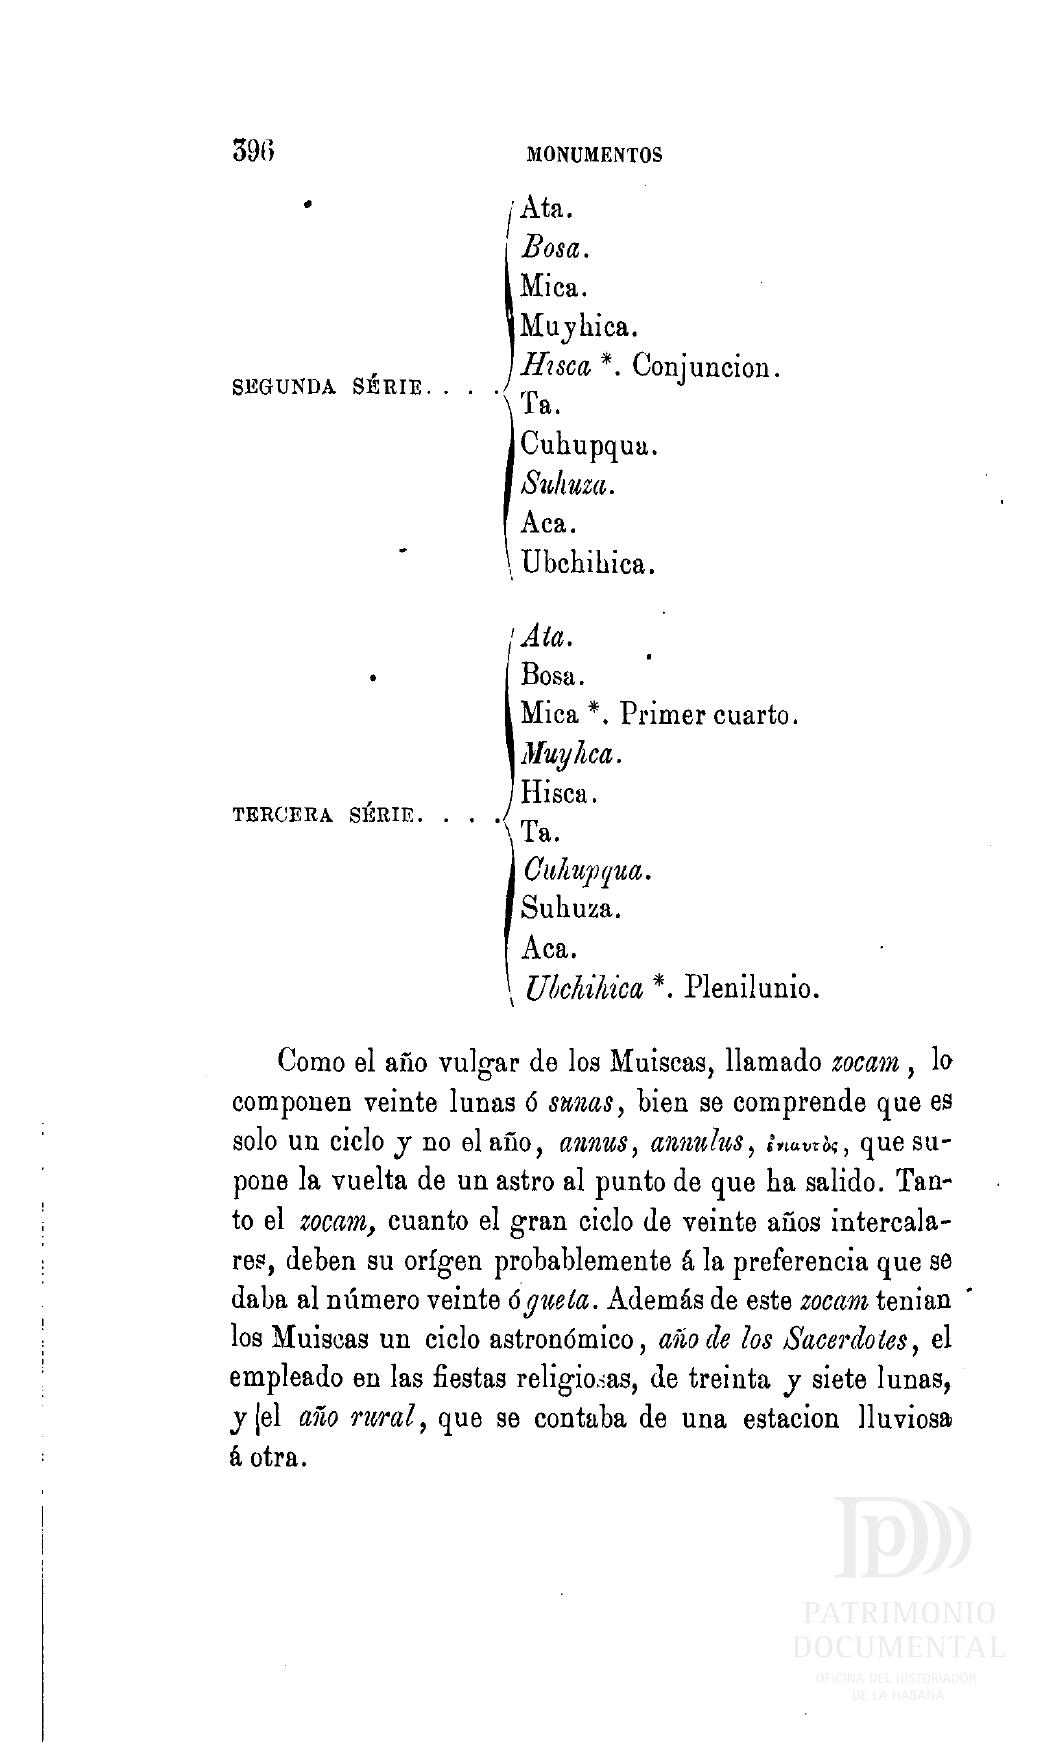 396 MONUMENTOS
Ata.
Bosa.
Mica.
Muyhica.
Hisca *. Conjuncion.
SEGUNDA SÉRIE. . . .
Ta.
Cuhupqua.
Suhuza.
Aca.
Ubchihica.
Ata.
Bosa.
Mica *. Primer cuarto.
Muyhca.
Hisca.
TERCERA SÉRIE. . . .
Ta.
Cuhupqua.
Suhuza.
Aca.
Ubchihica *. Plenilunio.
Como el año vulgar de los Muiscas, llamado zocam, lo
componen veinte lunas ó sunas, bien se comprende que es
solo un ciclo y no el año, annus, annulus, ἐνιαυτὸς, que su-
pone la vuelta de un astro al punto de que ha salido. Tan-
to el zocam, cuanto el gran ciclo de veinte años intercala-
res, deben su orígen probablemente á la preferencia que se
daba al número veinte ó gueta. Además de este zocam tenian
los Muiscas un ciclo astronómico, año de los Sacerdotes, el
empleado en las fiestas religiosas, de treinta y siete lunas,
y el año rural, que se contaba de una estacion lluviosa
á otra.
PATRIMONIO
DOCUMENTAL
OFICINA DEL HISTORIADOR
DE LA HABANA